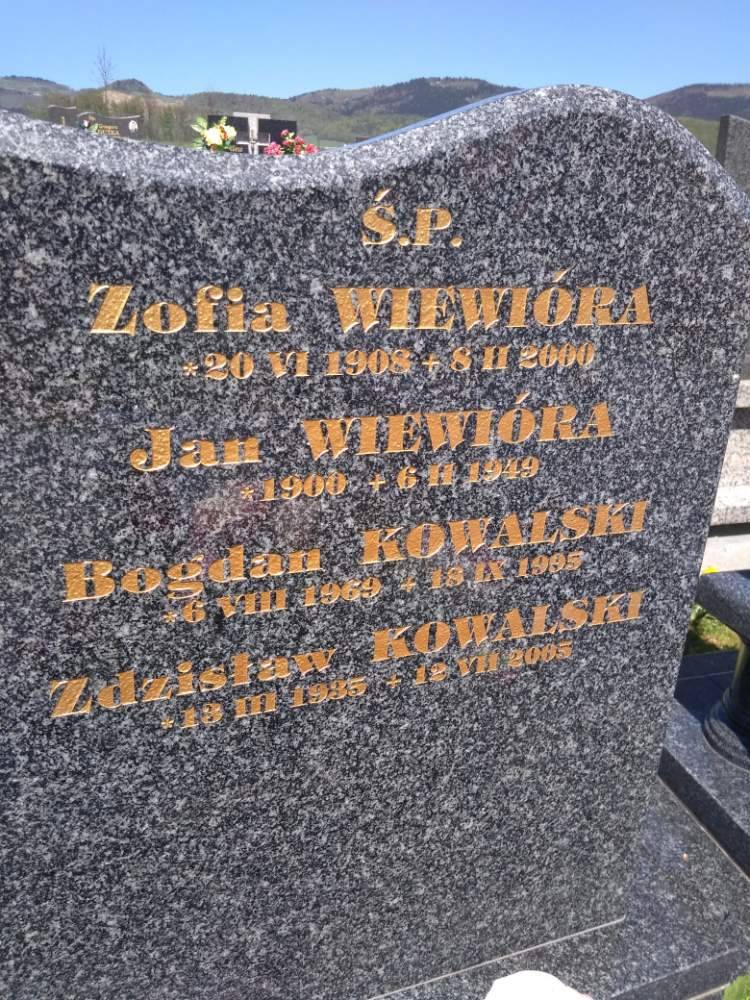 Ś.P.
Zofia WIEWIÓRA
*20 VI 1908 + 8 II 2000
Jan WIEWIÓRA
*1900 + 6 II 1949
Bogdan KOWALSKI
*6 VIII 1969 + 18 IX 1995
Zdzisław KOWALSKI
*13 III 1935 + 12 VII 2005